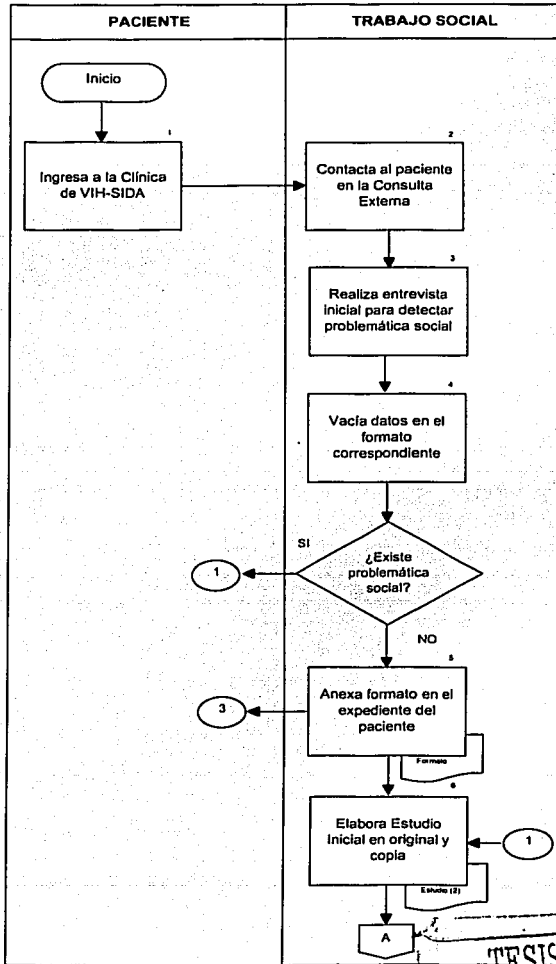 PACIENTE
TRABAJO SOCIAL
Inicio
1
Ingresa a la Clínica
de VIH-SIDA
2
Contacta al paciente
en la Consulta
Externa
3
Realiza entrevista
inicial para detectar
problemática social
4
Vacía datos en el
formato
correspondiente
SI
¿Existe
problemática
social?
1
NO
5
Anexa formato en el
expediente del
paciente
3
Formato
6
Elabora Estudio
Inicial en original y
copia
1
Estudio (2)
A
TESIS